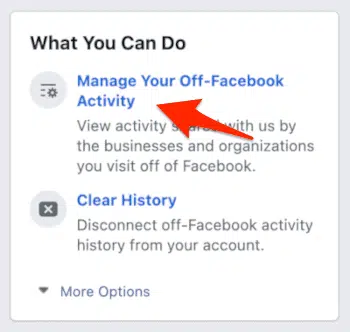 What You Can Do
Manage Your Off-Facebook
Activity
View activity shared with us by
the businesses and organizations
you visit off of Facebook.
Clear History
Disconnect off-Facebook activity
history from your account.
More Options